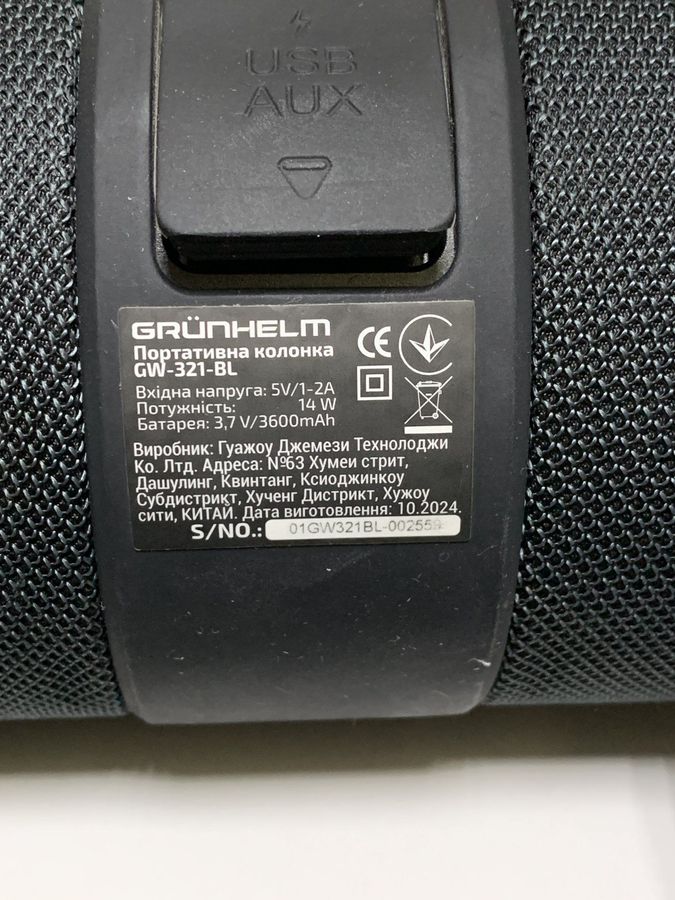 USB
AUX
GRÜNHELM
Портативна колонка
GW-321-BL
Вхідна напруга: 5V/1-2A
Потужність: 14 W
Батарея: 3,7 V/3600mAh
Виробник: Гуажоу Джемези Технолоджи
Ко. Лтд. Адреса: №63 Хумеи стрит,
Дашулинг, Квинтанг, Ксиоджинкоу
Субдистрикт, Хученг Дистрикт, Хужоу
сити, КИТАЙ. Дата виготовлення: 10.2024.
S/NO.: 01GW321BL-002559
CE